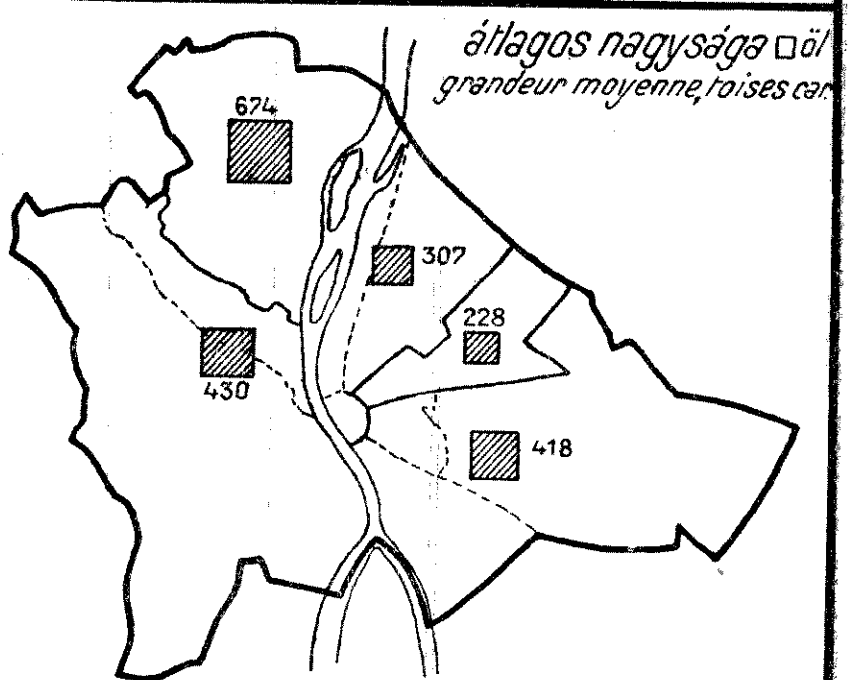 átlagos nagysága □ öl
grandeur moyenne, toises car.
674
307
228
430
418